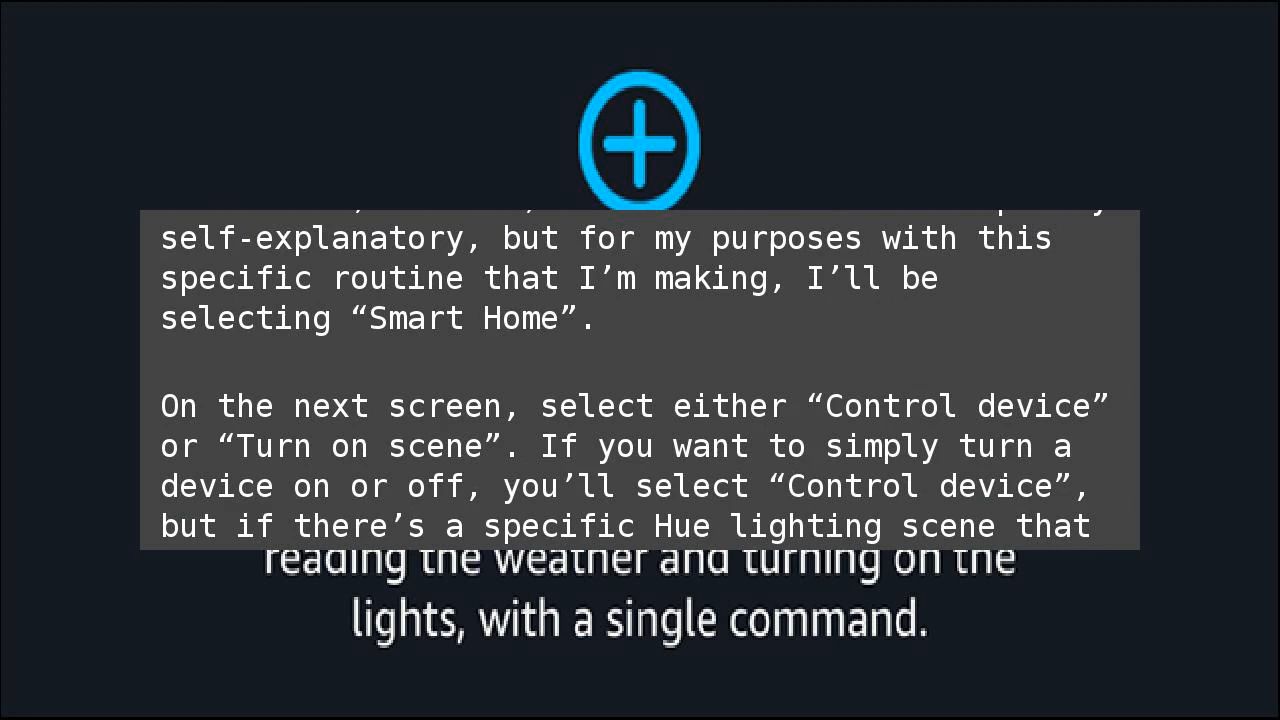 self-explanatory, but for my purposes with this
specific routine that I’m making, I’ll be
selecting “Smart Home”.
On the next screen, select either “Control device”
or “Turn on scene”. If you want to simply turn a
device on or off, you’ll select “Control device”,
but if there’s a specific Hue lighting scene that
reading the weather and turning on the
lights, with a single command.